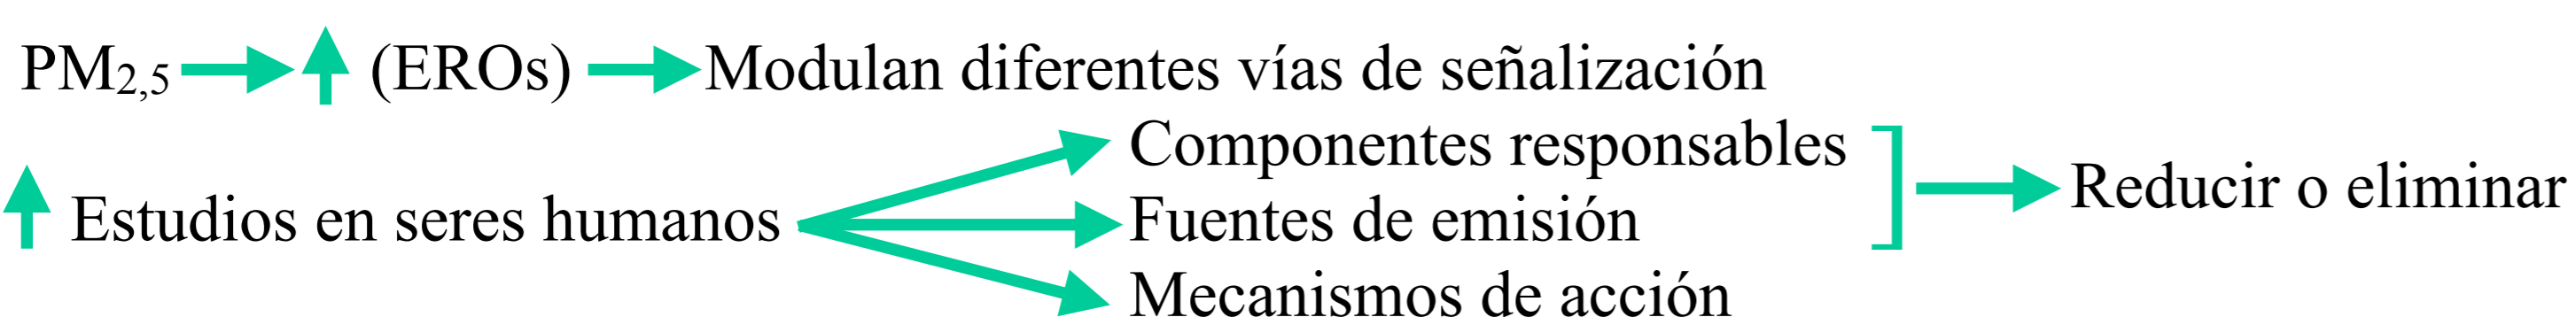 PM2,5 (EROs) Modulan diferentes vías de señalización
Componentes responsables
Estudios en seres humanos
Fuentes de emisión
Mecanismos de acción
Reducir o eliminar